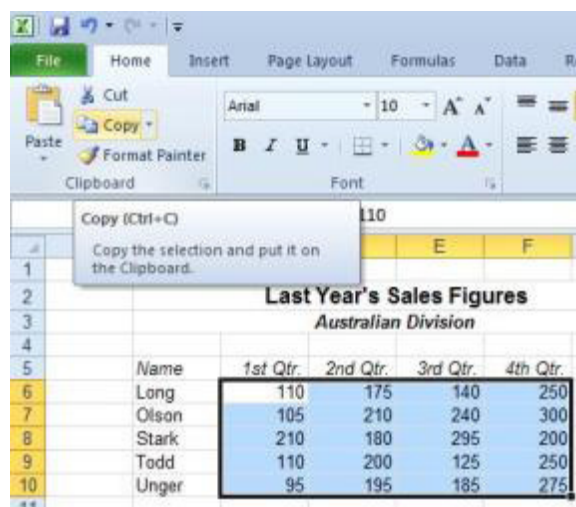 File Home Insert Page Layout Formulas Data
Cut
Arial 10 A A
Copy
Paste
B I U A
Format Painter
Clipboard Font
Copy (Ctrl+C) 110
Copy the selection and put it on
the Clipboard.
E F
1
2 Last Year's Sales Figures
3 Australian Division
4
5 Name 1st Qtr. 2nd Qtr. 3rd Qtr. 4th Qtr.
6 Long 110 175 140 250
7 Olson 105 210 240 300
8 Stark 210 180 295 200
9 Todd 110 200 125 250
10 Unger 95 195 185 275